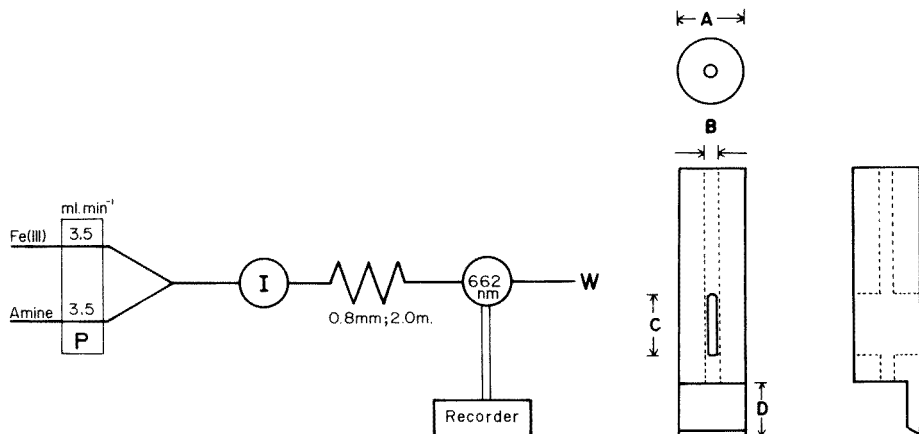 ml. min⁻¹
Fe(III) 3.5
Amine 3.5
P
I
0.8mm; 2.0m.
662
nm
W
Recorder
A
B
C
D